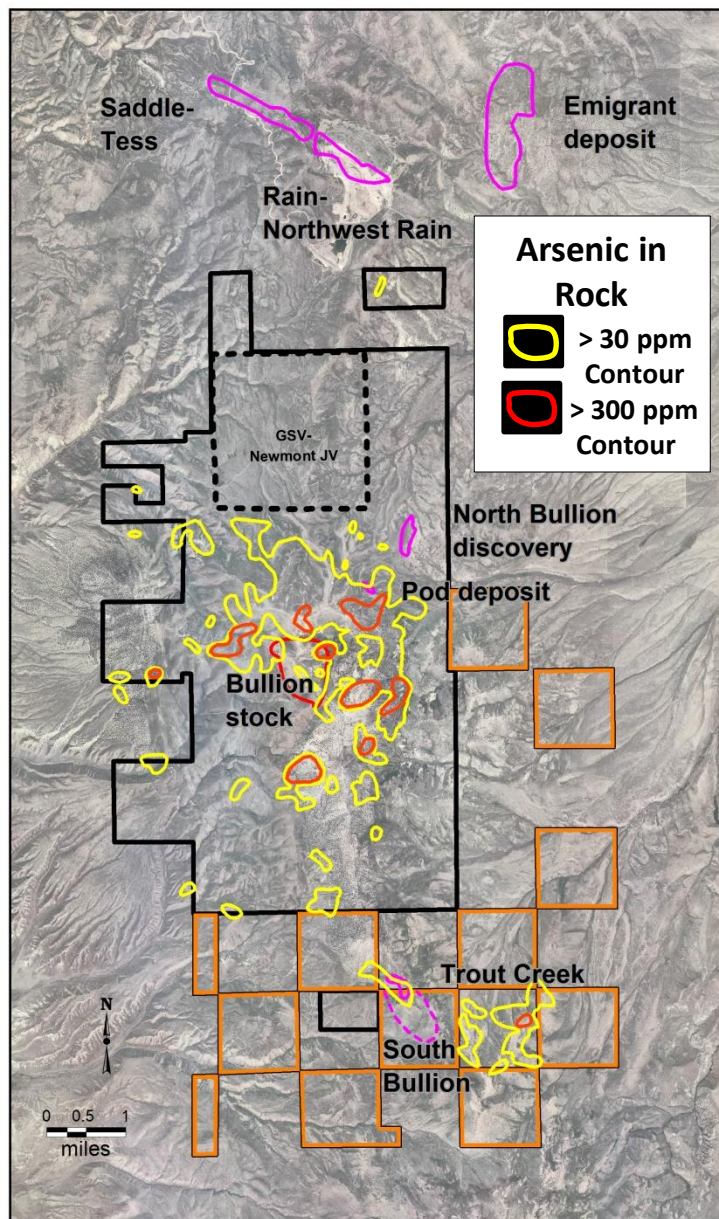 Saddle-
Tess
Emigrant
deposit
Rain-
Northwest Rain
Arsenic in
Rock
> 30 ppm
Contour
> 300 ppm
Contour
GSV-
Newmont JV
North Bullion
discovery
Pod deposit
Bullion
stock
Trout Creek
South
Bullion
N
0 0.5 1
miles